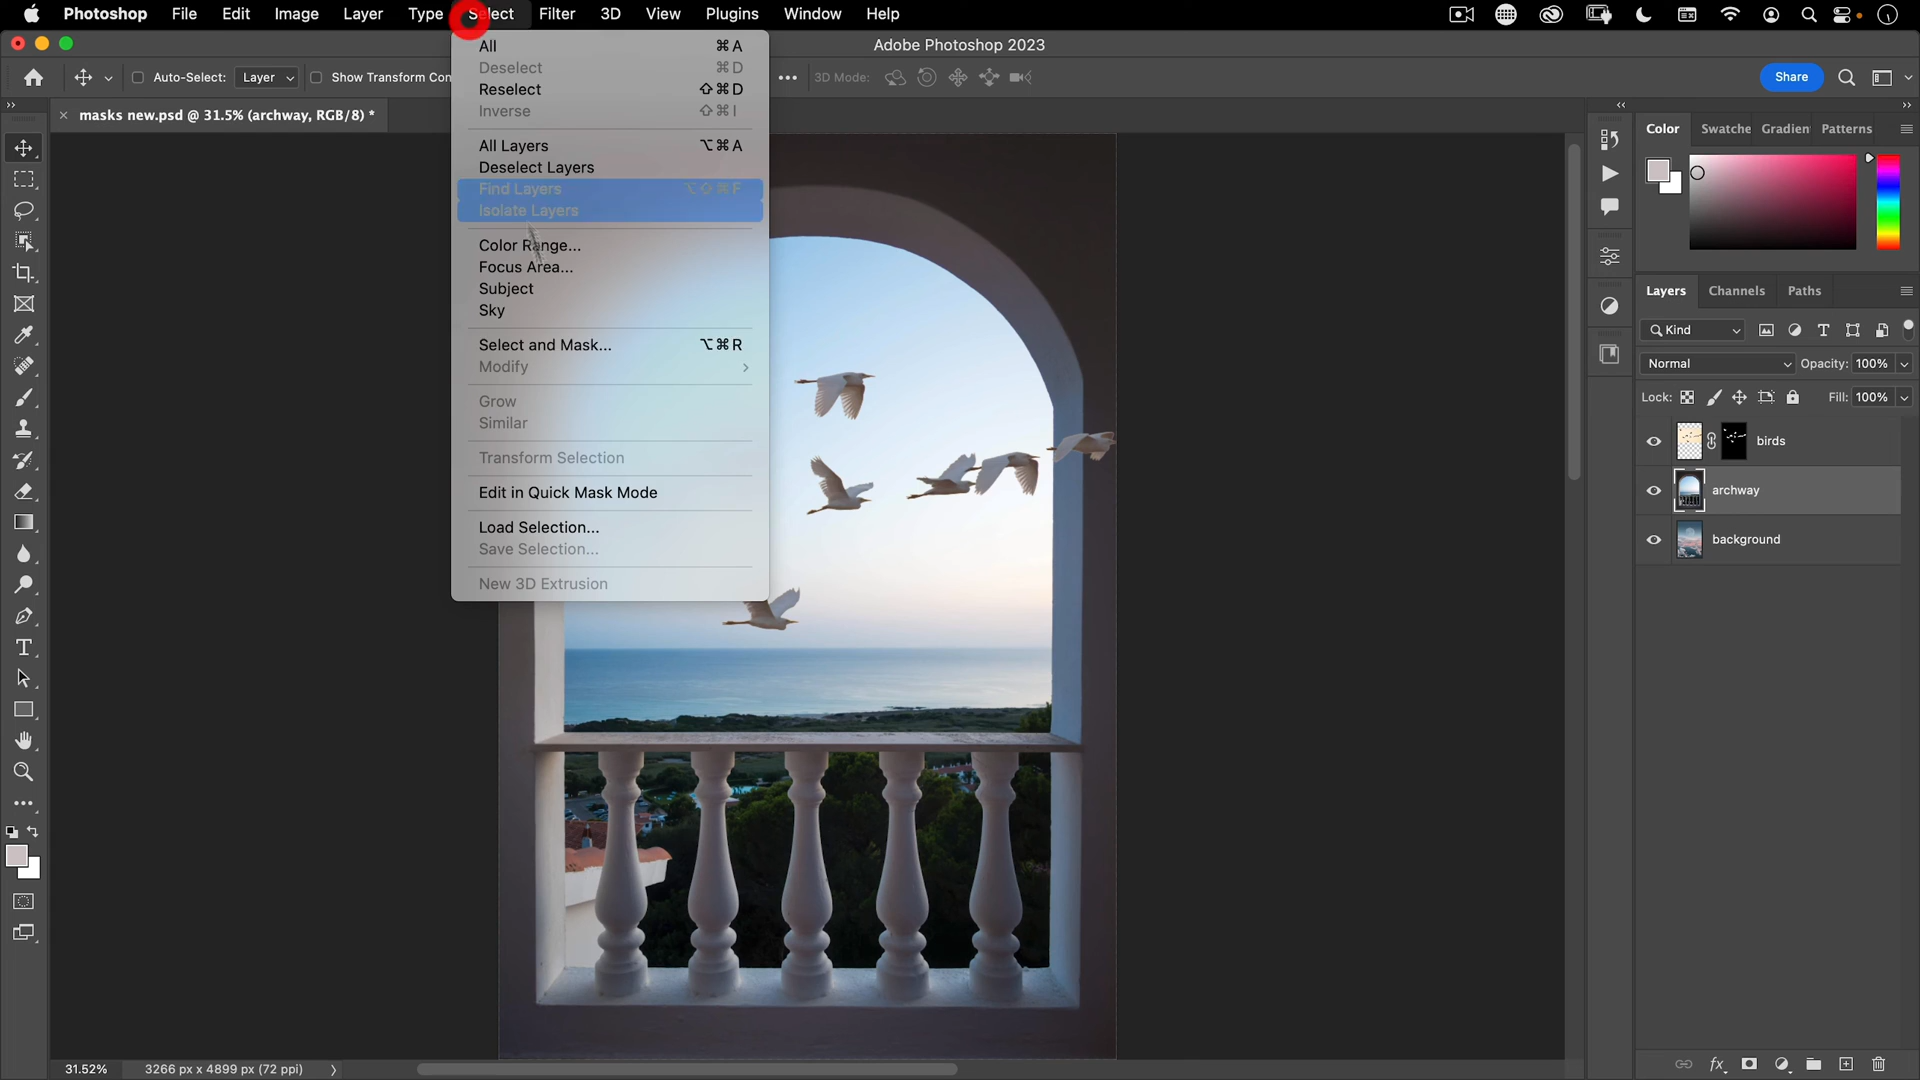 Photoshop File Edit Image Layer Type Select Filter 3D View Plugins Window Help
Adobe Photoshop 2023
Auto-Select: Layer Show Transform Con 3D Mode: Share
masks new.psd @ 31.5% (archway, RGB/8) *
All ⌘A
Deselect ⌘D
Reselect ⇧⌘D
Inverse ⇧⌘I
All Layers ⌥⌘A
Deselect Layers
Find Layers ⌥⇧⌘F
Isolate Layers
Color Range...
Focus Area...
Subject
Sky
Select and Mask... ⌥⌘R
Modify
Grow
Similar
Transform Selection
Edit in Quick Mask Mode
Load Selection...
Save Selection...
New 3D Extrusion
Color Swatche Gradien Patterns
Layers Channels Paths
Kind
Normal Opacity: 100%
Lock: Fill: 100%
birds
archway
background
31.52% 3266 px x 4899 px (72 ppi)